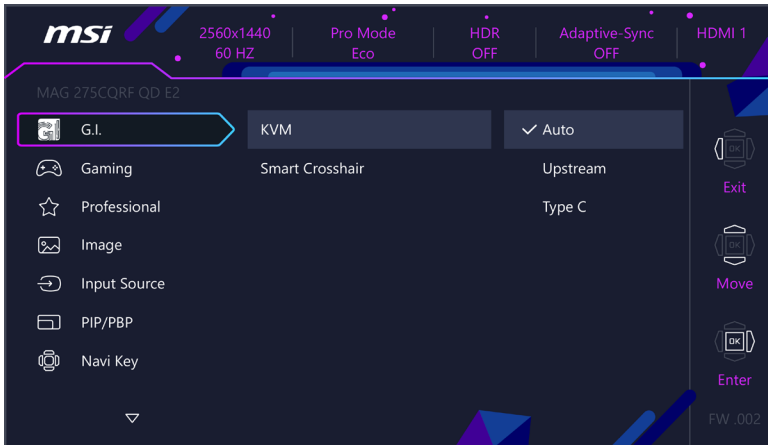 msi
2560x1440
60 HZ
Pro Mode
Eco
HDR
OFF
Adaptive-Sync
OFF
HDMI 1
MAG 275CQRF QD E2
G.I.
KVM
Auto
Gaming
Smart Crosshair
Upstream
Professional
Type C
Image
Input Source
PIP/PBP
Navi Key
OK
Exit
OK
Move
OK
Enter
FW .002